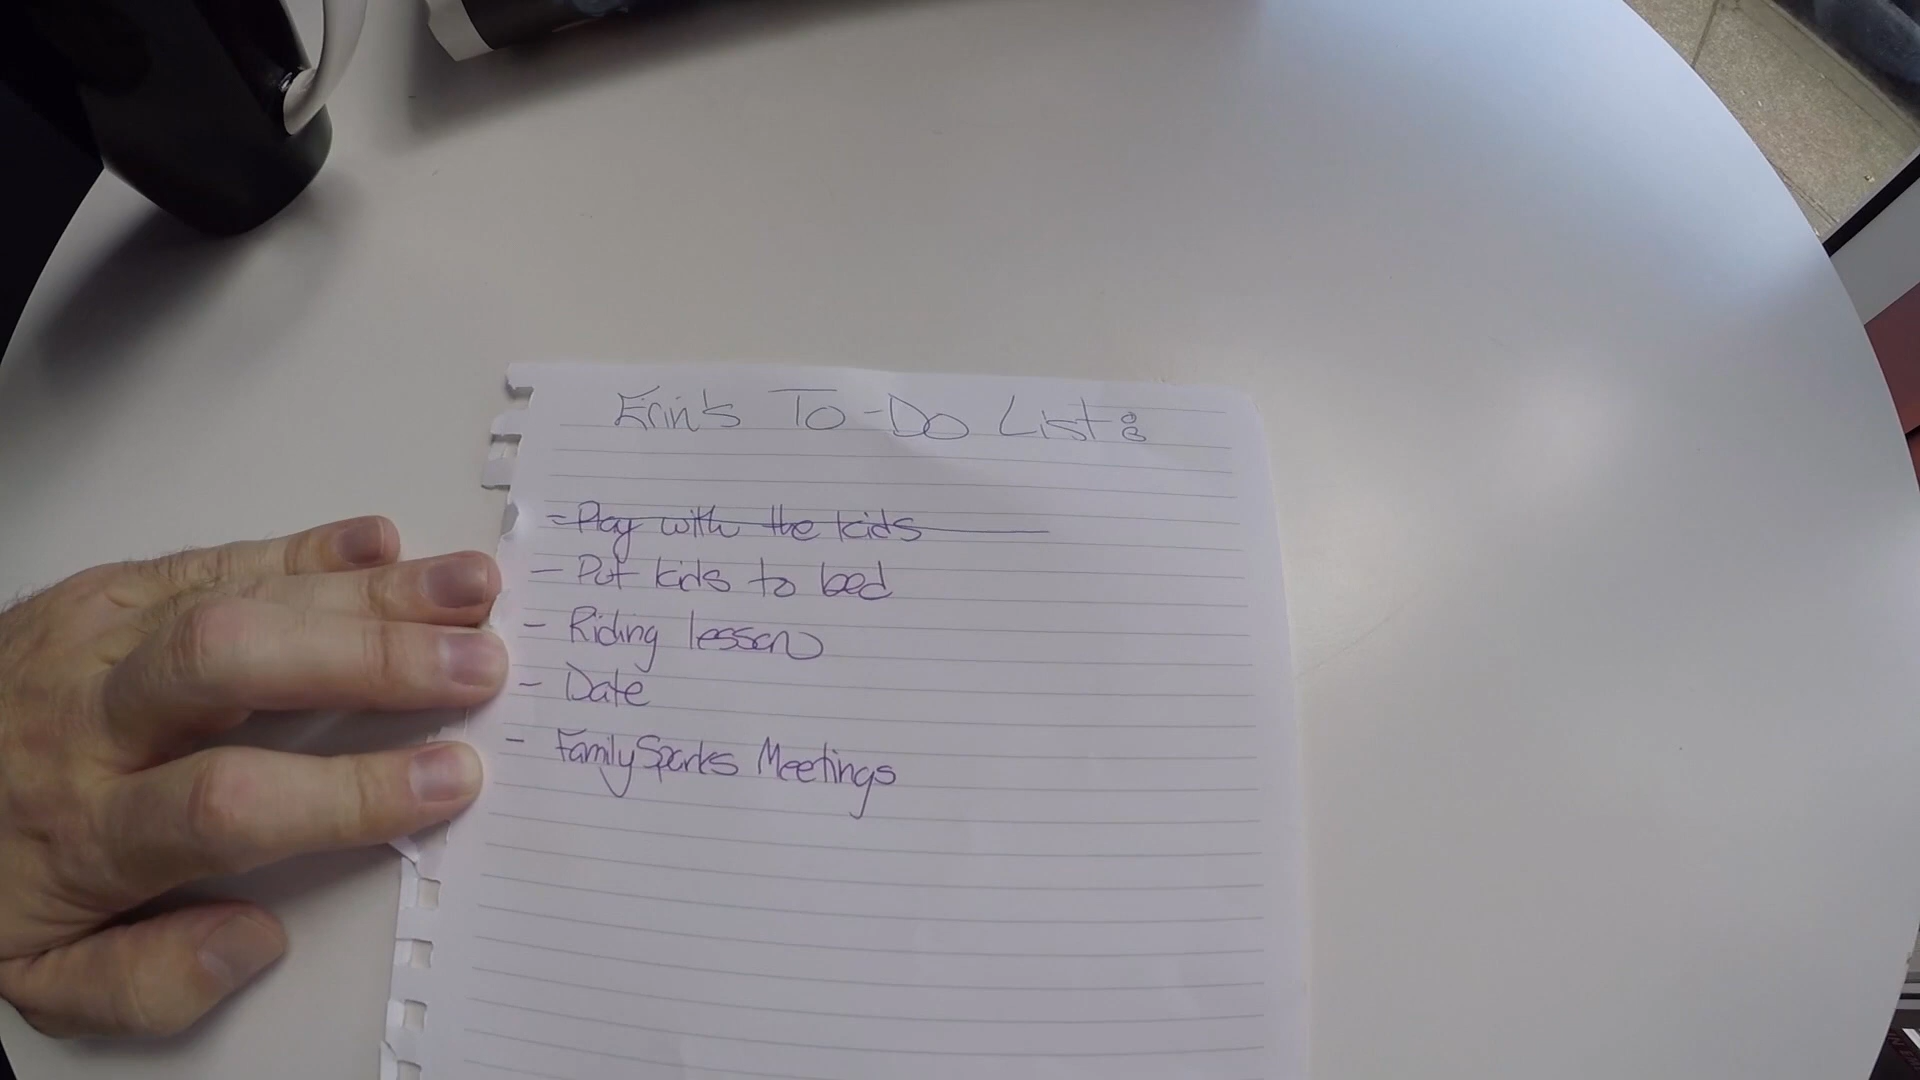 Erin's To-Do List:
- Play with the kids
- Put kids to bed
- Riding lesson
- Date
- FamilySparks Meetings